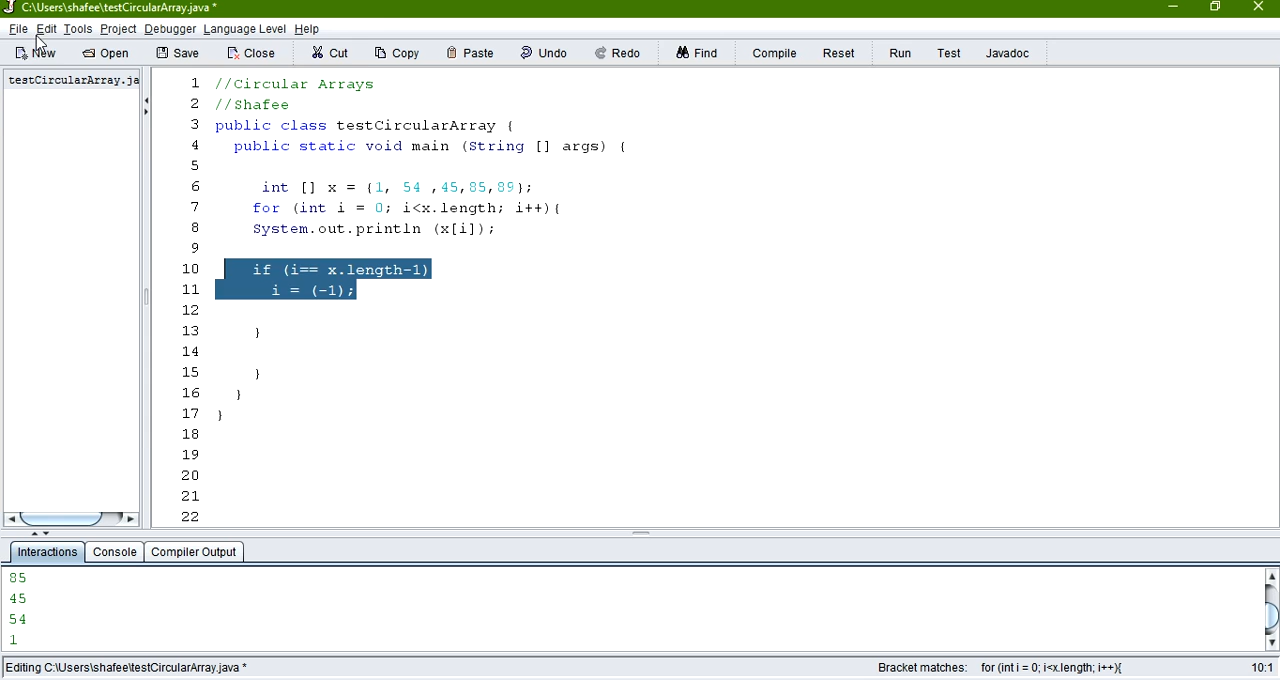 C:\Users\shafee\testCircularArray.java *
File Edit Tools Project Debugger Language Level Help
New Open Save Close Cut Copy Paste Undo Redo Find Compile Reset Run Test Javadoc
testCircularArray.ja
1 //Circular Arrays
2 //Shafee
3 public class testCircularArray {
4 public static void main (String [] args) {
5
6 int [] x = {1, 54 ,45,85,89};
7 for (int i = 0; i<x.length; i++){
8 System.out.println (x[i]);
9
10 if (i== x.length-1)
11 i = (-1);
12
13 }
14
15 }
16 }
17 }
18
19
20
21
22
Interactions Console Compiler Output
85
45
54
1
Editing C:\Users\shafee\testCircularArray.java * Bracket matches: for (int i = 0; i<x.length; i++){ 10:1